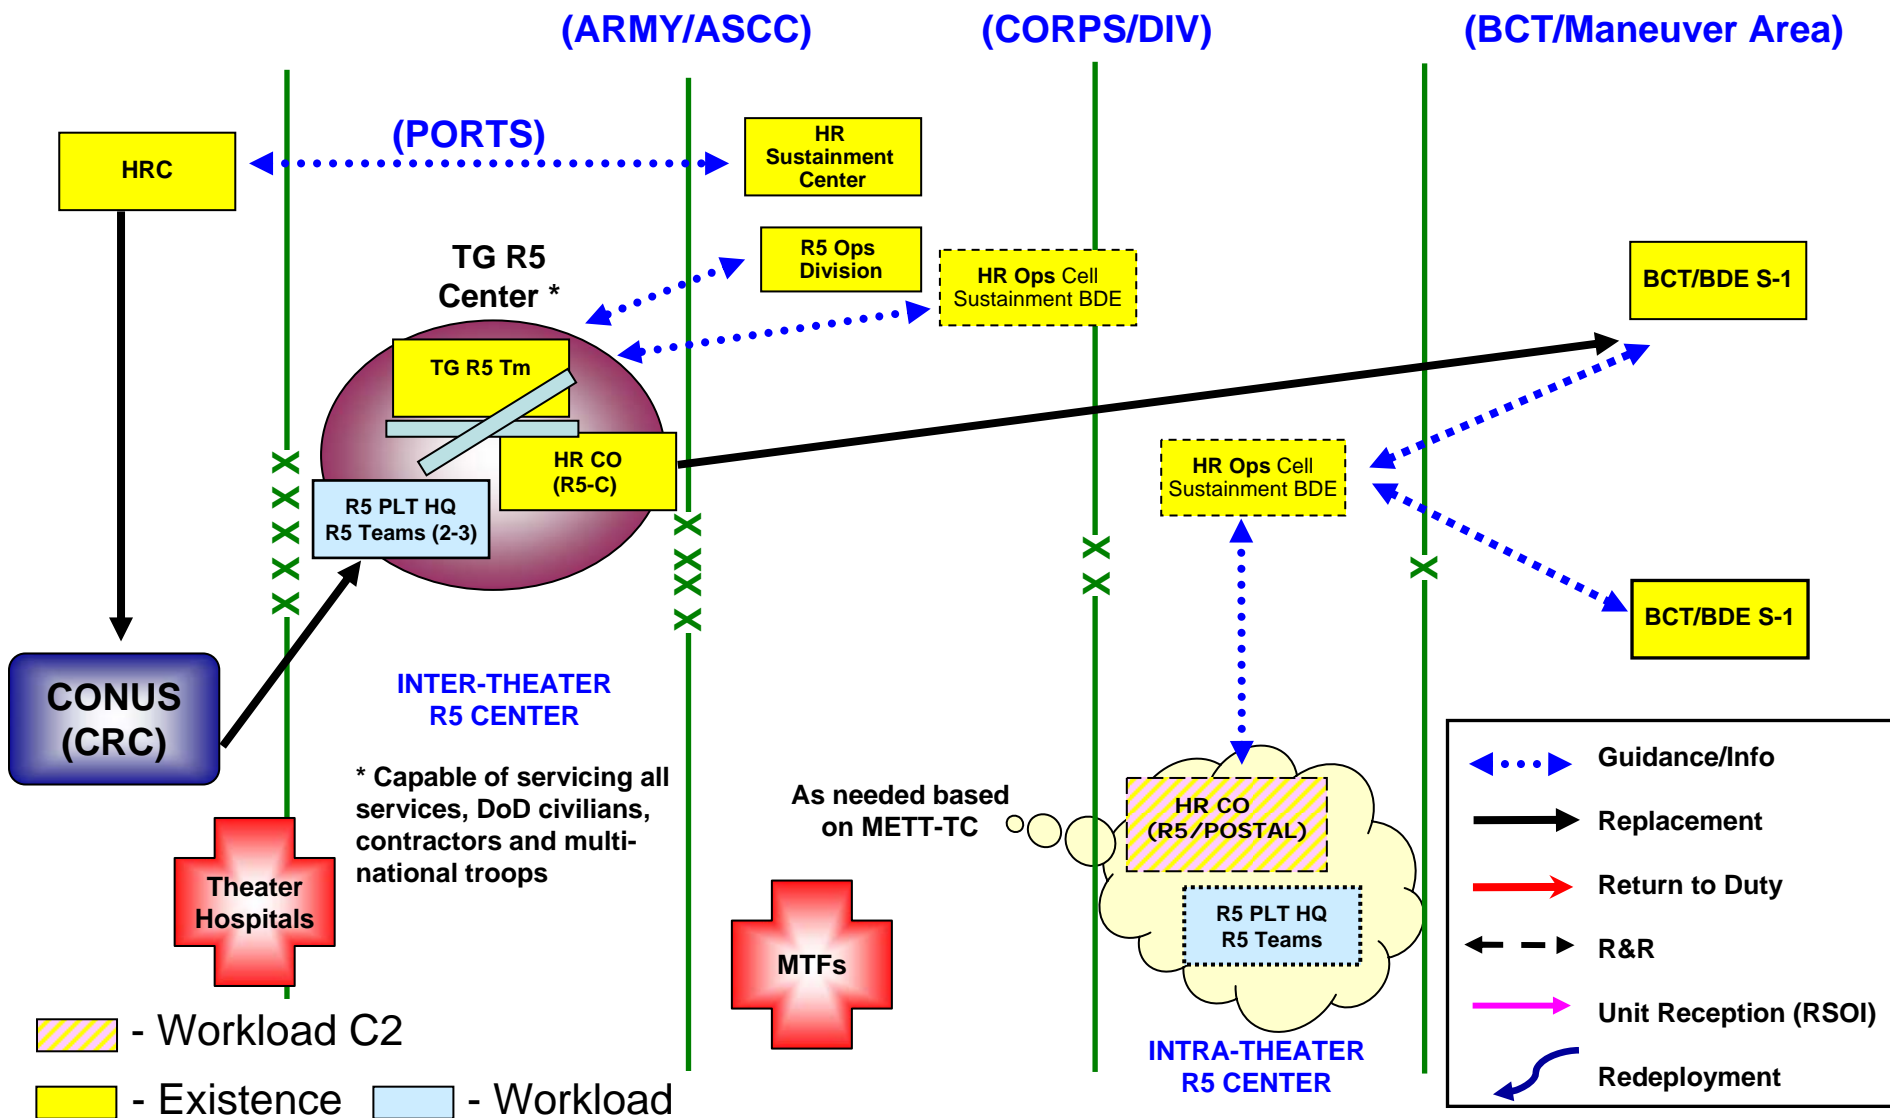 (ARMY/ASCC)
(CORPS/DIV)
(BCT/Maneuver Area)
(PORTS)
HRC
HR
Sustainment
Center
R5 Ops
Division
HR Ops Cell
Sustainment BDE
BCT/BDE S-1
TG R5
Center *
TG R5 Tm
HR CO
(R5-C)
R5 PLT HQ
R5 Teams (2-3)
X
X
X
X
X
X
X
X
X
X
X
X
HR Ops Cell
Sustainment BDE
BCT/BDE S-1
CONUS
(CRC)
INTER-THEATER
R5 CENTER
* Capable of servicing all
services, DoD civilians,
contractors and multi-
national troops
As needed based
on METT-TC
HR CO
(R5/POSTAL)
R5 PLT HQ
R5 Teams
INTRA-THEATER
R5 CENTER
Theater
Hospitals
MTFs
Guidance/Info
Replacement
Return to Duty
R&R
Unit Reception (RSOI)
Redeployment
- Workload C2
- Existence
- Workload